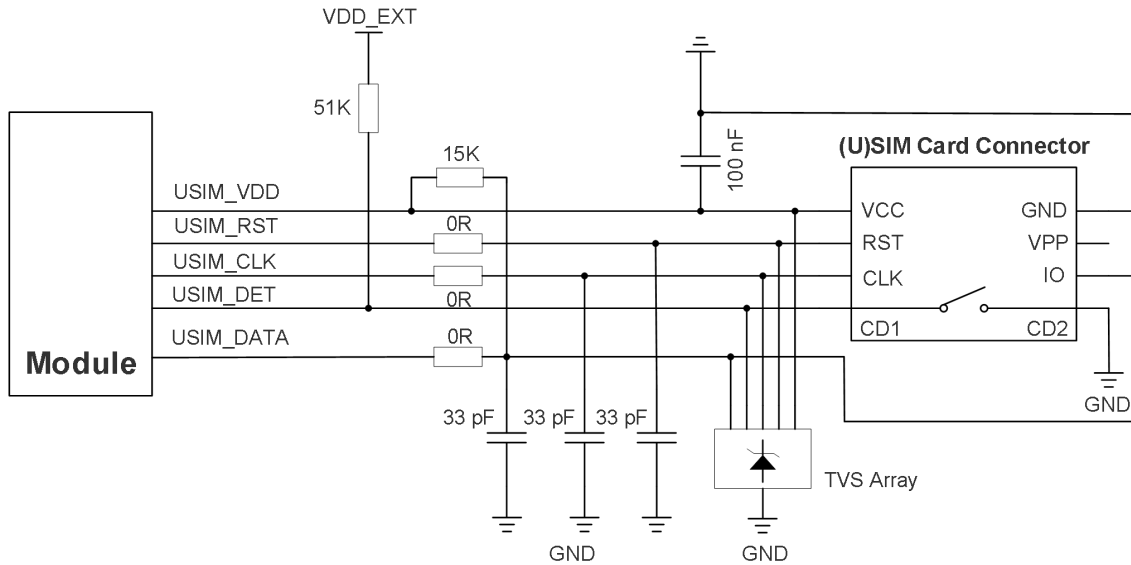 VDD_EXT
51K
15K
100 nF
(U)SIM Card Connector
USIM_VDD
VCC
GND
USIM_RST
0R
RST
VPP
USIM_CLK
CLK
IO
USIM_DET
0R
CD1
CD2
USIM_DATA
0R
Module
GND
33 pF
33 pF
33 pF
TVS Array
GND
GND